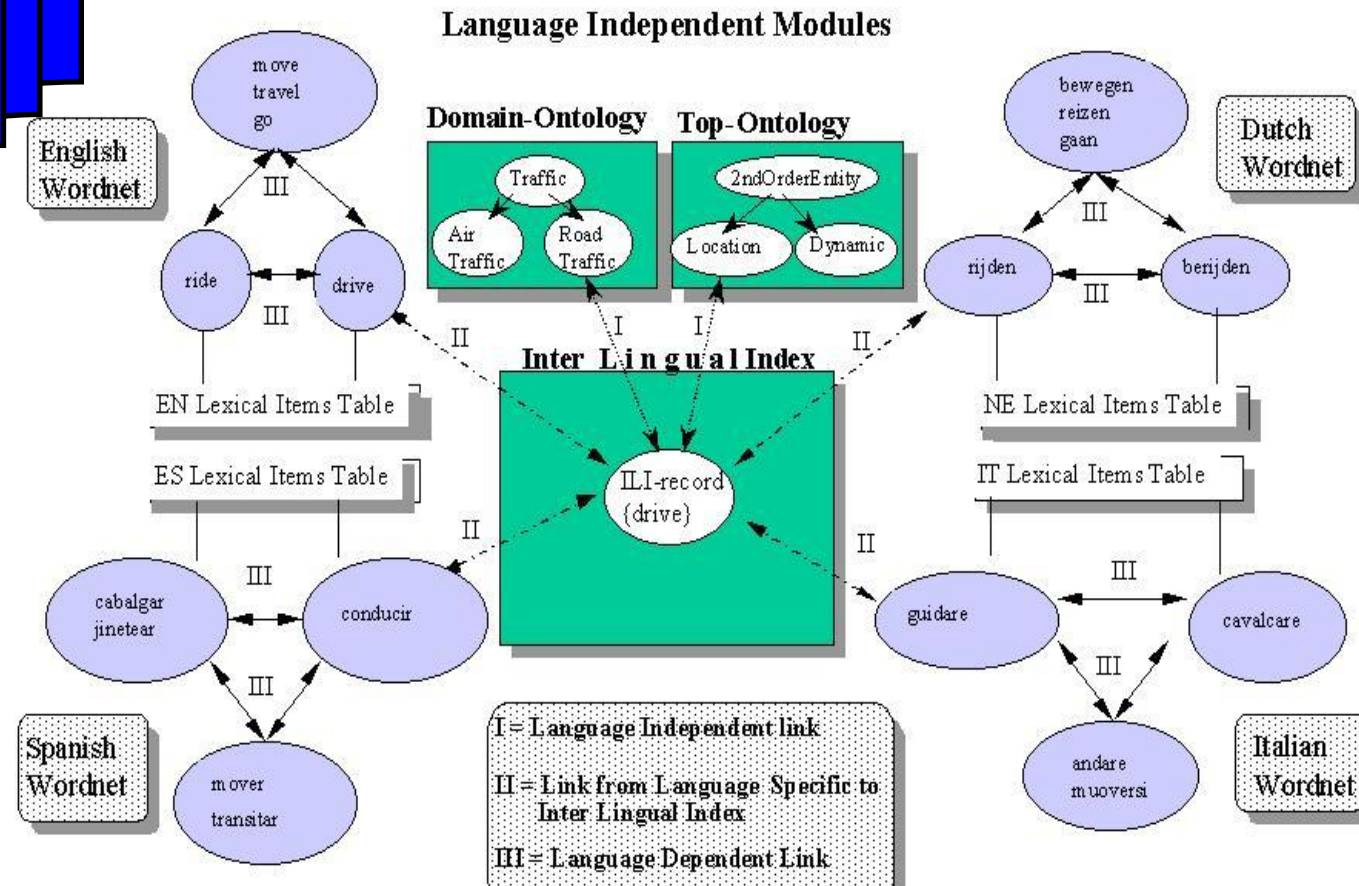 Language Independent Modules
move
travel
go
English
Wordnet
III
ride
drive
III
EN Lexical Items Table
Domain-Ontology
Traffic
Air
Traffic
Road
Traffic
Top-Ontology
2ndOrderEntity
Location
Dynamic
bewegen
reizen
gaan
Dutch
Wordnet
III
rijden
berijden
III
NE Lexical Items Table
II
I
I
II
Inter Lingual Index
ILI-record
{drive}
II
II
ES Lexical Items Table
III
cabalgar
jinetear
conducir
III
Spanish
Wordnet
mover
transitar
IT Lexical Items Table
III
guidare
cavalcare
III
andare
muoversi
Italian
Wordnet
I = Language Independent link
II = Link from Language Specific to
Inter Lingual Index
III = Language Dependent Link